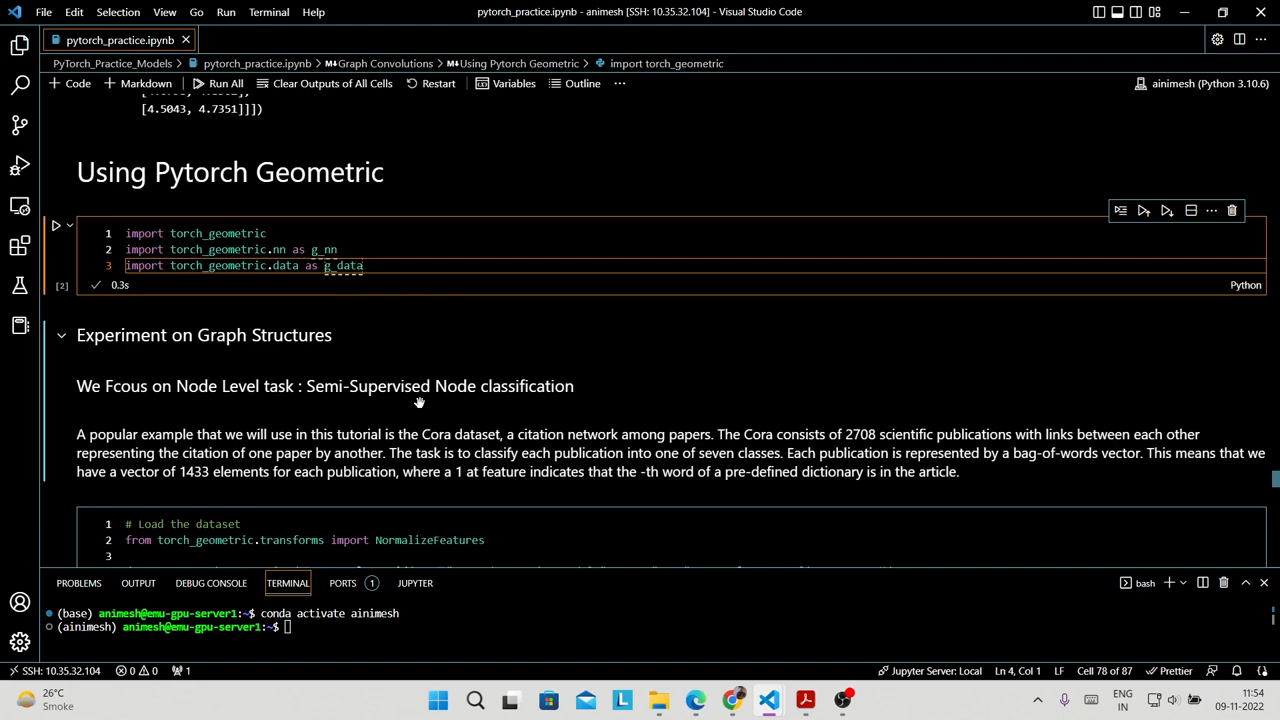 File Edit Selection View Go Run Terminal Help
pytorch_practice.ipynb - animesh [SSH: 10.35.32.104] - Visual Studio Code
pytorch_practice.ipynb
PyTorch_Practice_Models > pytorch_practice.ipynb > Graph Convolutions > Using Pytorch Geometric > import torch_geometric
+ Code + Markdown Run All Clear Outputs of All Cells Restart Variables Outline ... ainimesh (Python 3.10.6)
[4.5043, 4.7351]]])
Using Pytorch Geometric
1 import torch_geometric
2 import torch_geometric.nn as g_nn
3 import torch_geometric.data as g_data
[2] 0.3s Python
Experiment on Graph Structures
We Fcous on Node Level task : Semi-Supervised Node classification
A popular example that we will use in this tutorial is the Cora dataset, a citation network among papers. The Cora consists of 2708 scientific publications with links between each other
representing the citation of one paper by another. The task is to classify each publication into one of seven classes. Each publication is represented by a bag-of-words vector. This means that we
have a vector of 1433 elements for each publication, where a 1 at feature indicates that the -th word of a pre-defined dictionary is in the article.
1 # Load the dataset
2 from torch_geometric.transforms import NormalizeFeatures
3
PROBLEMS OUTPUT DEBUG CONSOLE TERMINAL PORTS 1 JUPYTER bash
(base) animesh@emu-gpu-server1:~$ conda activate ainimesh
(ainimesh) animesh@emu-gpu-server1:~$
SSH: 10.35.32.104 0 0 1 Jupyter Server: Local Ln 4, Col 1 LF Cell 78 of 87 Prettier
26°C
Smoke
L
ENG
IN
11:54
09-11-2022